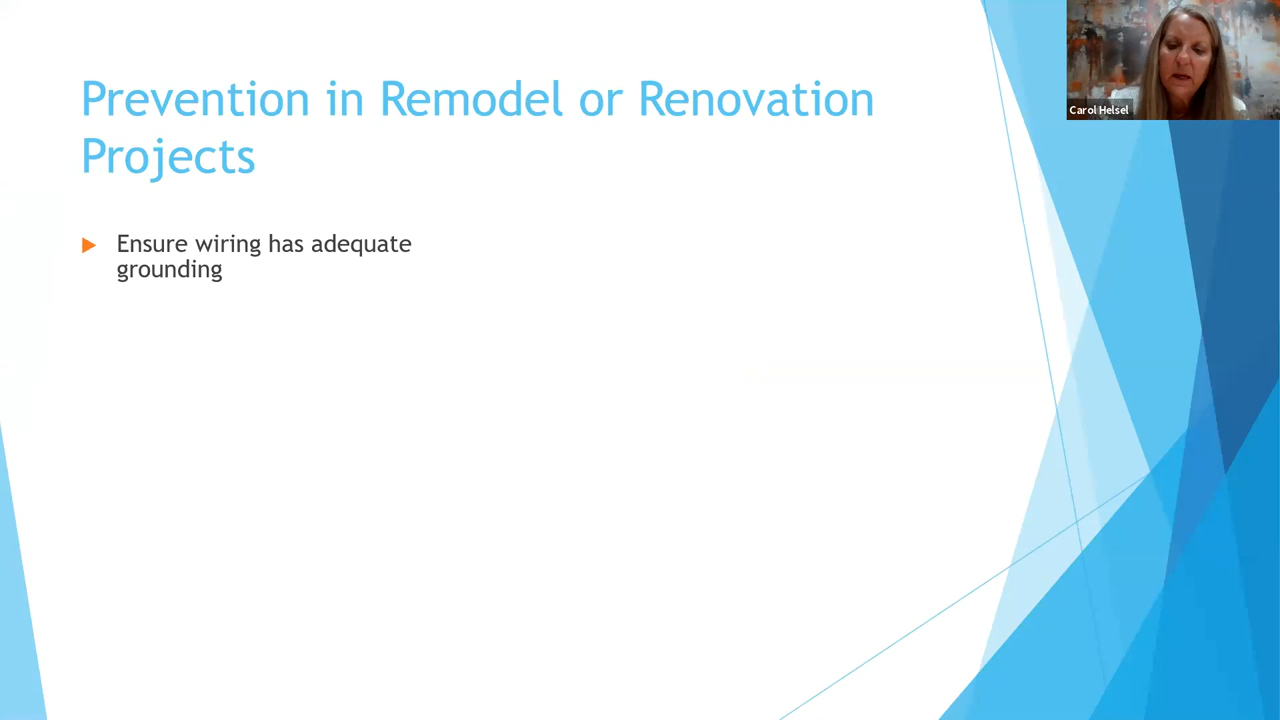 Prevention in Remodel or Renovation
Projects
Ensure wiring has adequate
grounding
Carol Helsel